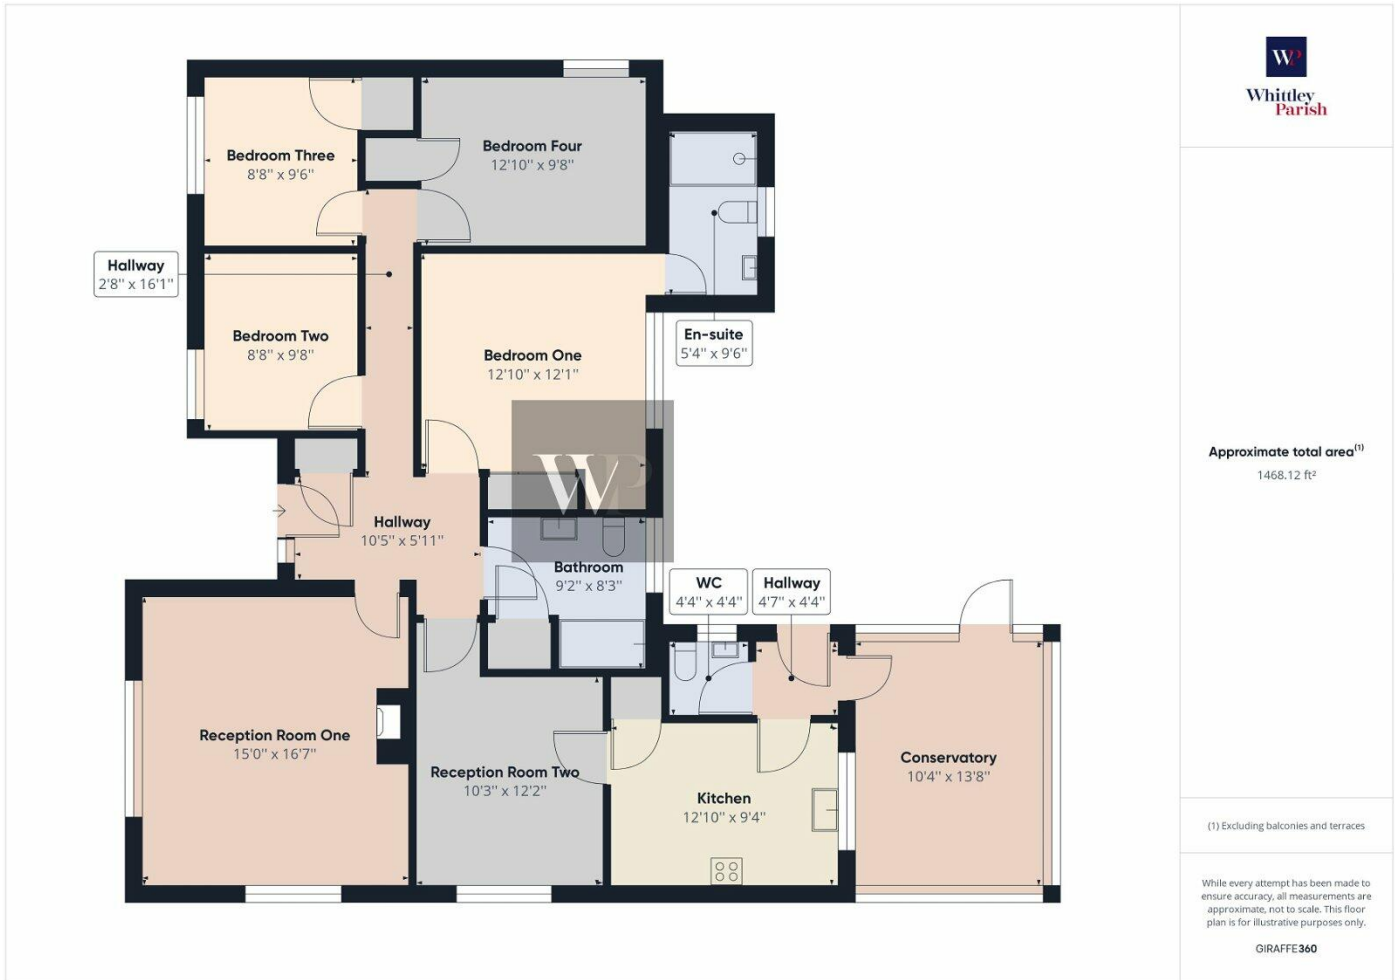 WP
Whittley
Parish
Bedroom Three
8'8" x 9'6"
Bedroom Four
12'10" x 9'8"
Hallway
2'8" x 16'1"
Bedroom Two
8'8" x 9'8"
Bedroom One
12'10" x 12'1"
En-suite
5'4" x 9'6"
WP
Hallway
10'5" x 5'11"
Bathroom
9'2" x 8'3"
WC
4'4" x 4'4"
Hallway
4'7" x 4'4"
Reception Room One
15'0" x 16'7"
Reception Room Two
10'3" x 12'2"
Kitchen
12'10" x 9'4"
Conservatory
10'4" x 13'8"
Approximate total area(1)
1468.12 ft²
(1) Excluding balconies and terraces
While every attempt has been made to
ensure accuracy, all measurements are
approximate, not to scale. This floor
plan is for illustrative purposes only.
GIRAFFE360